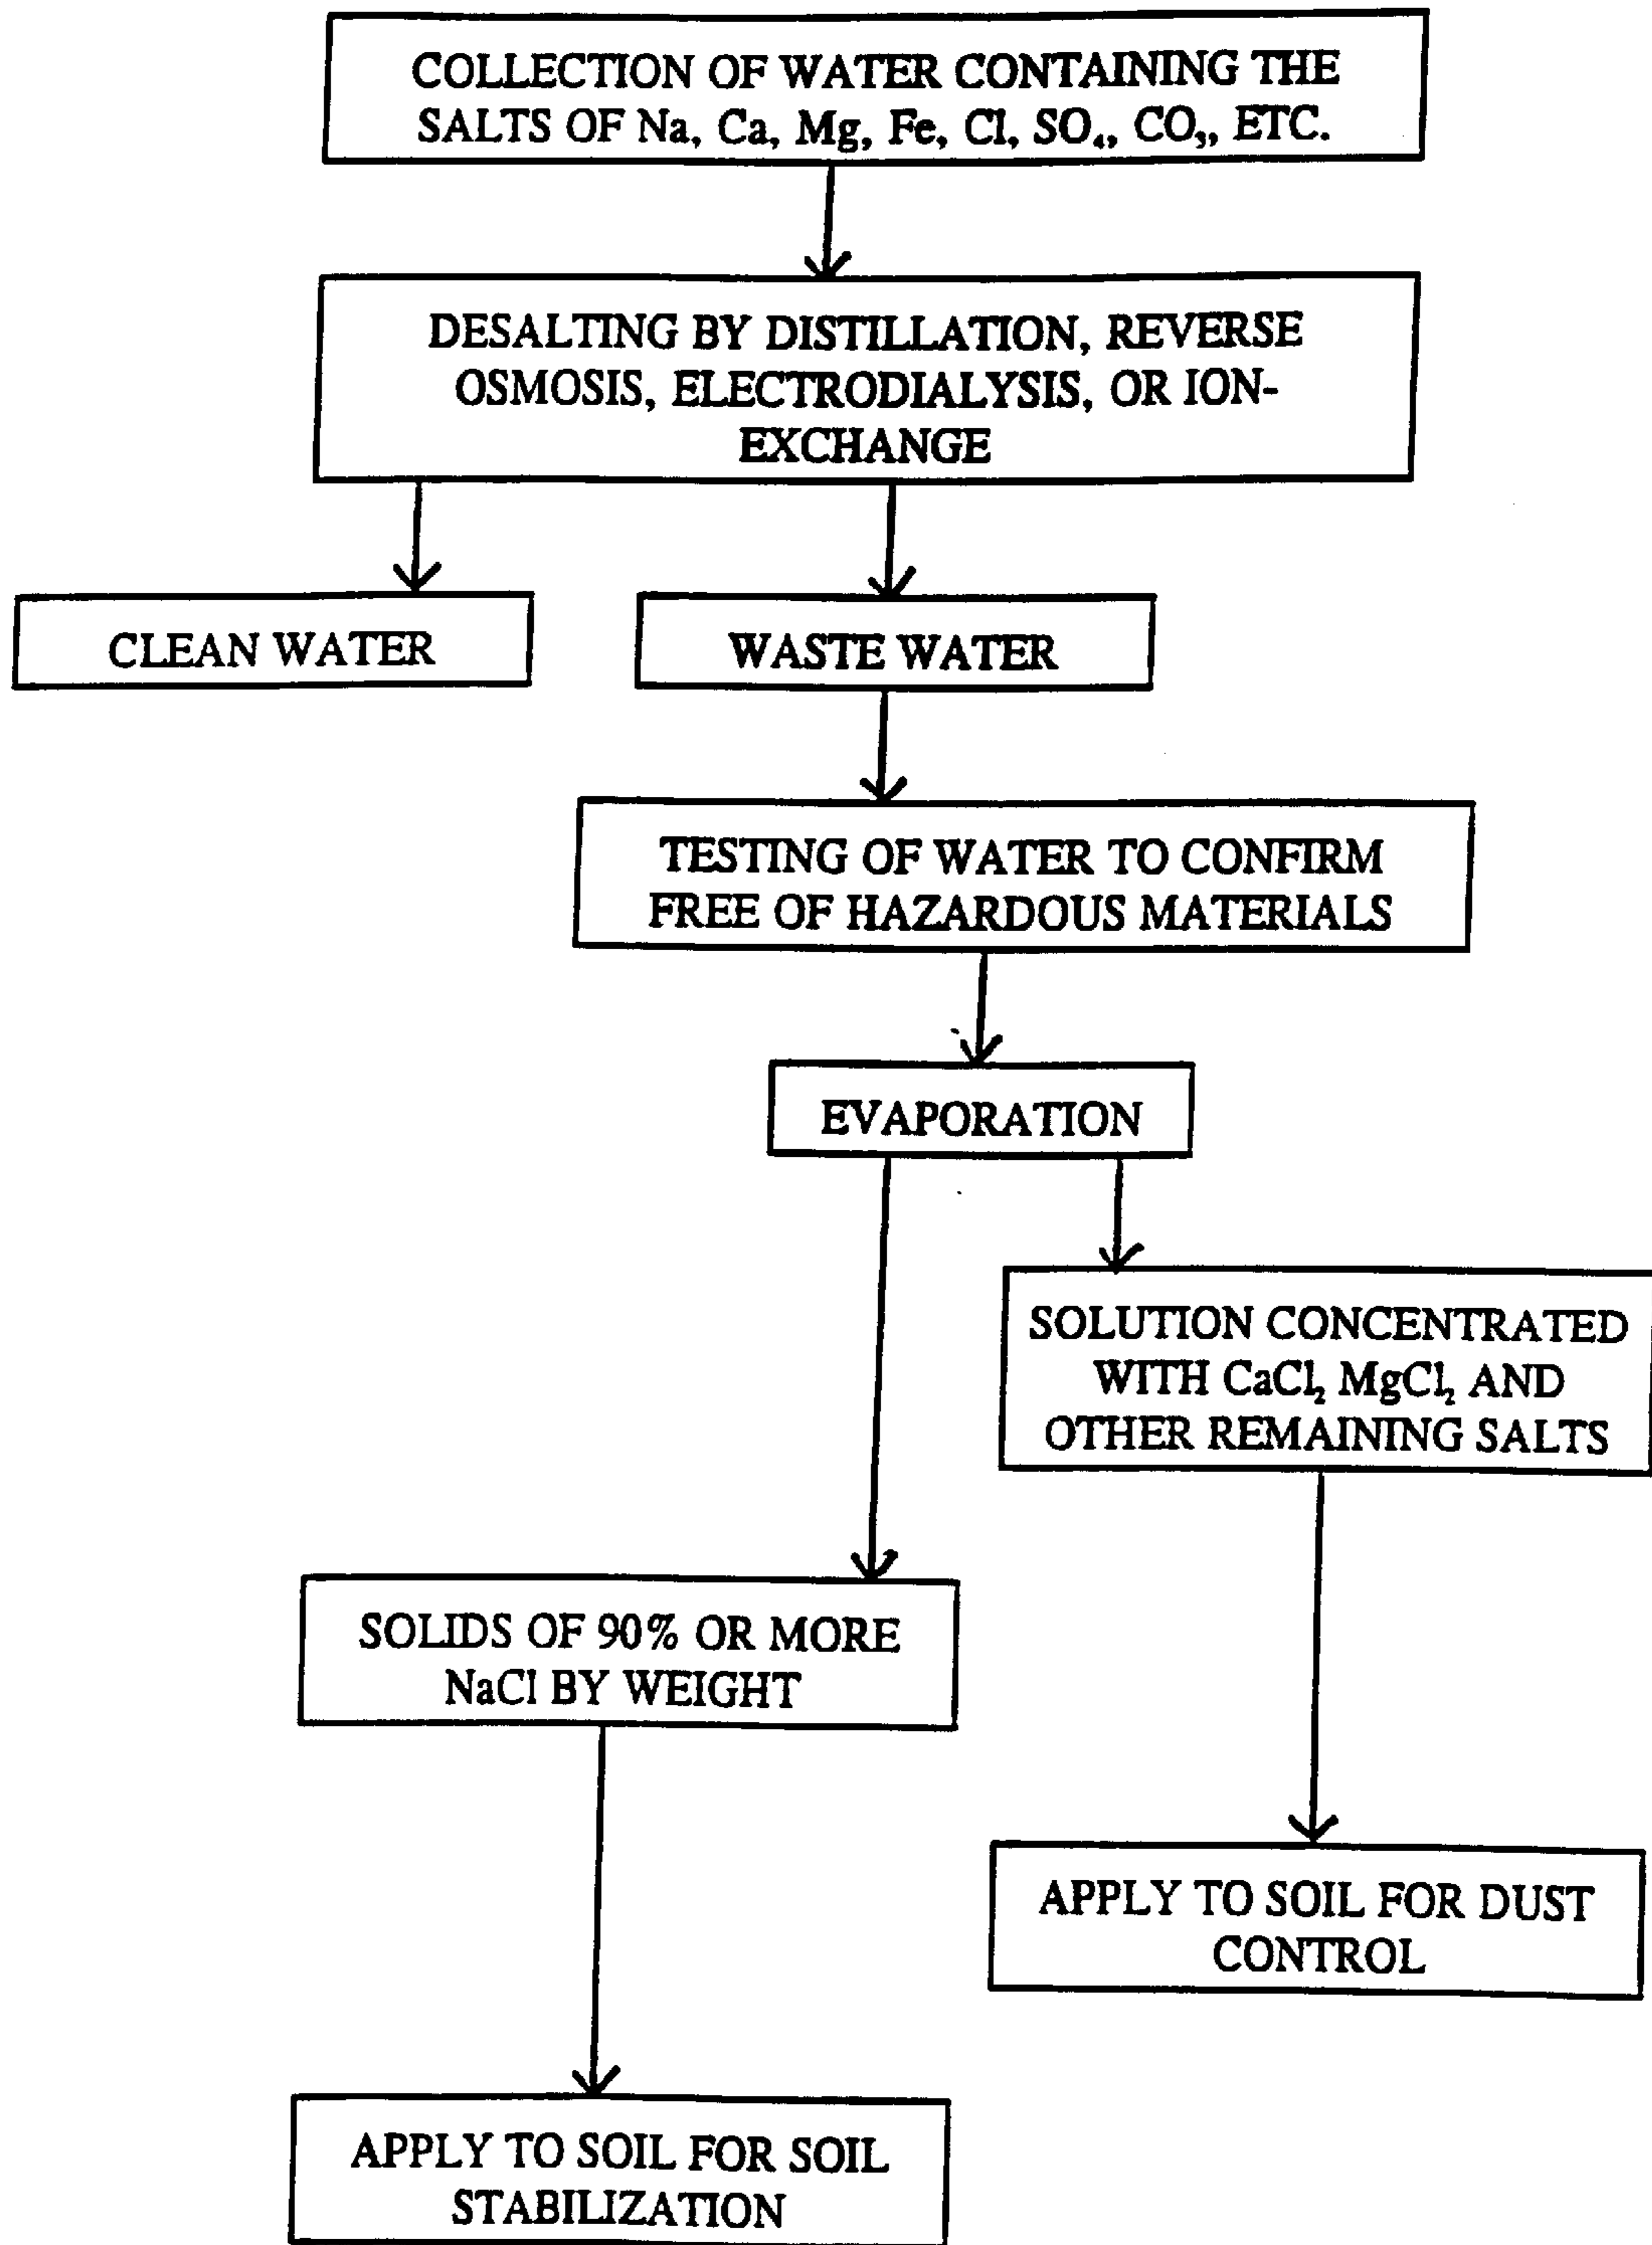 COLLECTION OF WATER CONTAINING THE
SALTS OF Na, Ca, Mg, Fe, Cl, SO₄, CO₃, ETC.
DESALTING BY DISTILLATION, REVERSE
OSMOSIS, ELECTRODIALYSIS, OR ION-
EXCHANGE
CLEAN WATER
WASTE WATER
TESTING OF WATER TO CONFIRM
FREE OF HAZARDOUS MATERIALS
EVAPORATION
SOLUTION CONCENTRATED
WITH CaCl₂ MgCl₂ AND
OTHER REMAINING SALTS
SOLIDS OF 90% OR MORE
NaCl BY WEIGHT
APPLY TO SOIL FOR DUST
CONTROL
APPLY TO SOIL FOR SOIL
STABILIZATION